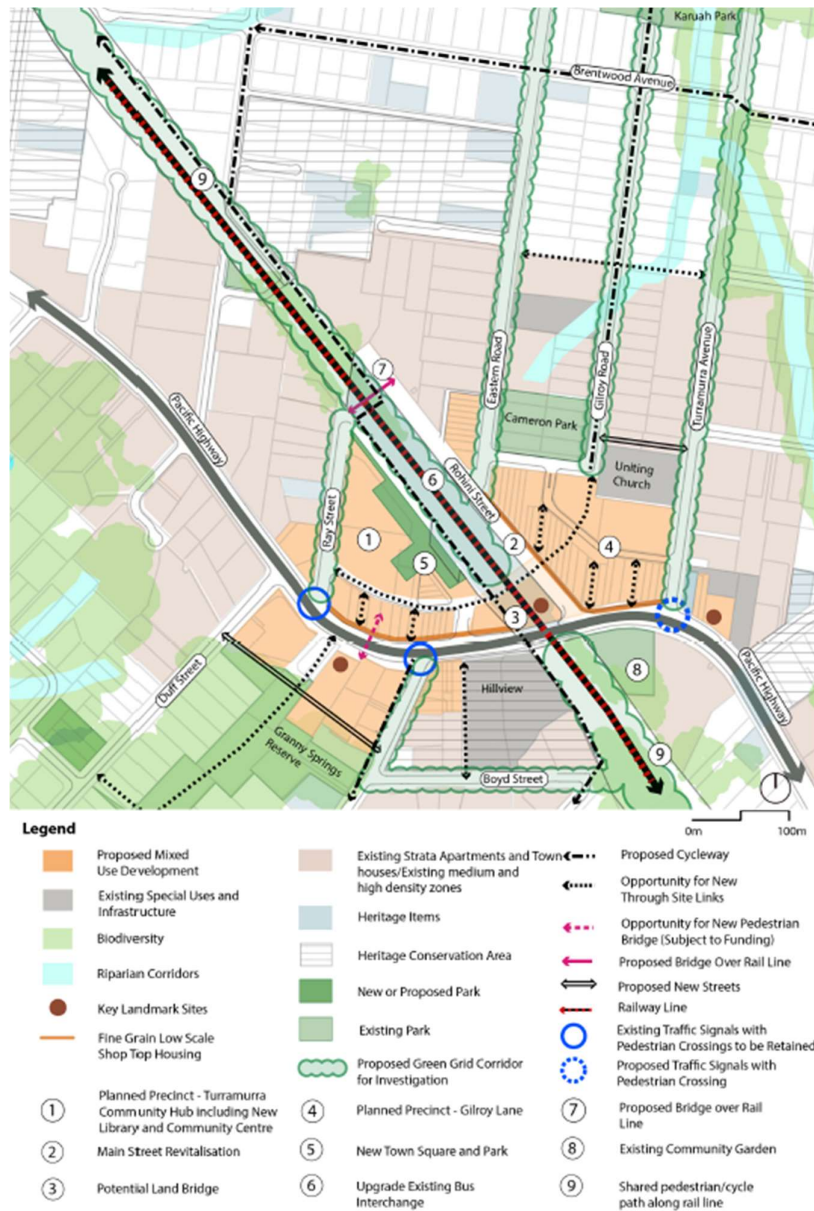 Karuah Park
Brentwood Avenue
9
Pacific Highway
7
Eastern Road
Gilroy Road
Turramurra Avenue
Cameron Park
Uniting
Church
Rohini Street
6
Ray Street
1
2
4
5
3
8
Duff Street
Hillview
Granny Springs
Reserve
Boyd Street
9
Pacific Highway
0m
100m
Legend
Proposed Mixed
Use Development
Existing Special Uses and
Infrastructure
Biodiversity
Riparian Corridors
Key Landmark Sites
Fine Grain Low Scale
Shop Top Housing
Existing Strata Apartments and Town
houses/Existing medium and
high density zones
Heritage Items
Heritage Conservation Area
New or Proposed Park
Existing Park
Proposed Green Grid Corridor
for Investigation
Proposed Cycleway
Opportunity for New
Through Site Links
Opportunity for New Pedestrian
Bridge (Subject to Funding)
Proposed Bridge Over Rail Line
Proposed New Streets
Railway Line
Existing Traffic Signals with
Pedestrian Crossings to be Retained
Proposed Traffic Signals with
Pedestrian Crossing
1
Planned Precinct - Turramurra
Community Hub including New
Library and Community Centre
2
Main Street Revitalisation
3
Potential Land Bridge
4
Planned Precinct - Gilroy Lane
5
New Town Square and Park
6
Upgrade Existing Bus
Interchange
7
Proposed Bridge over Rail
Line
8
Existing Community Garden
9
Shared pedestrian/cycle
path along rail line